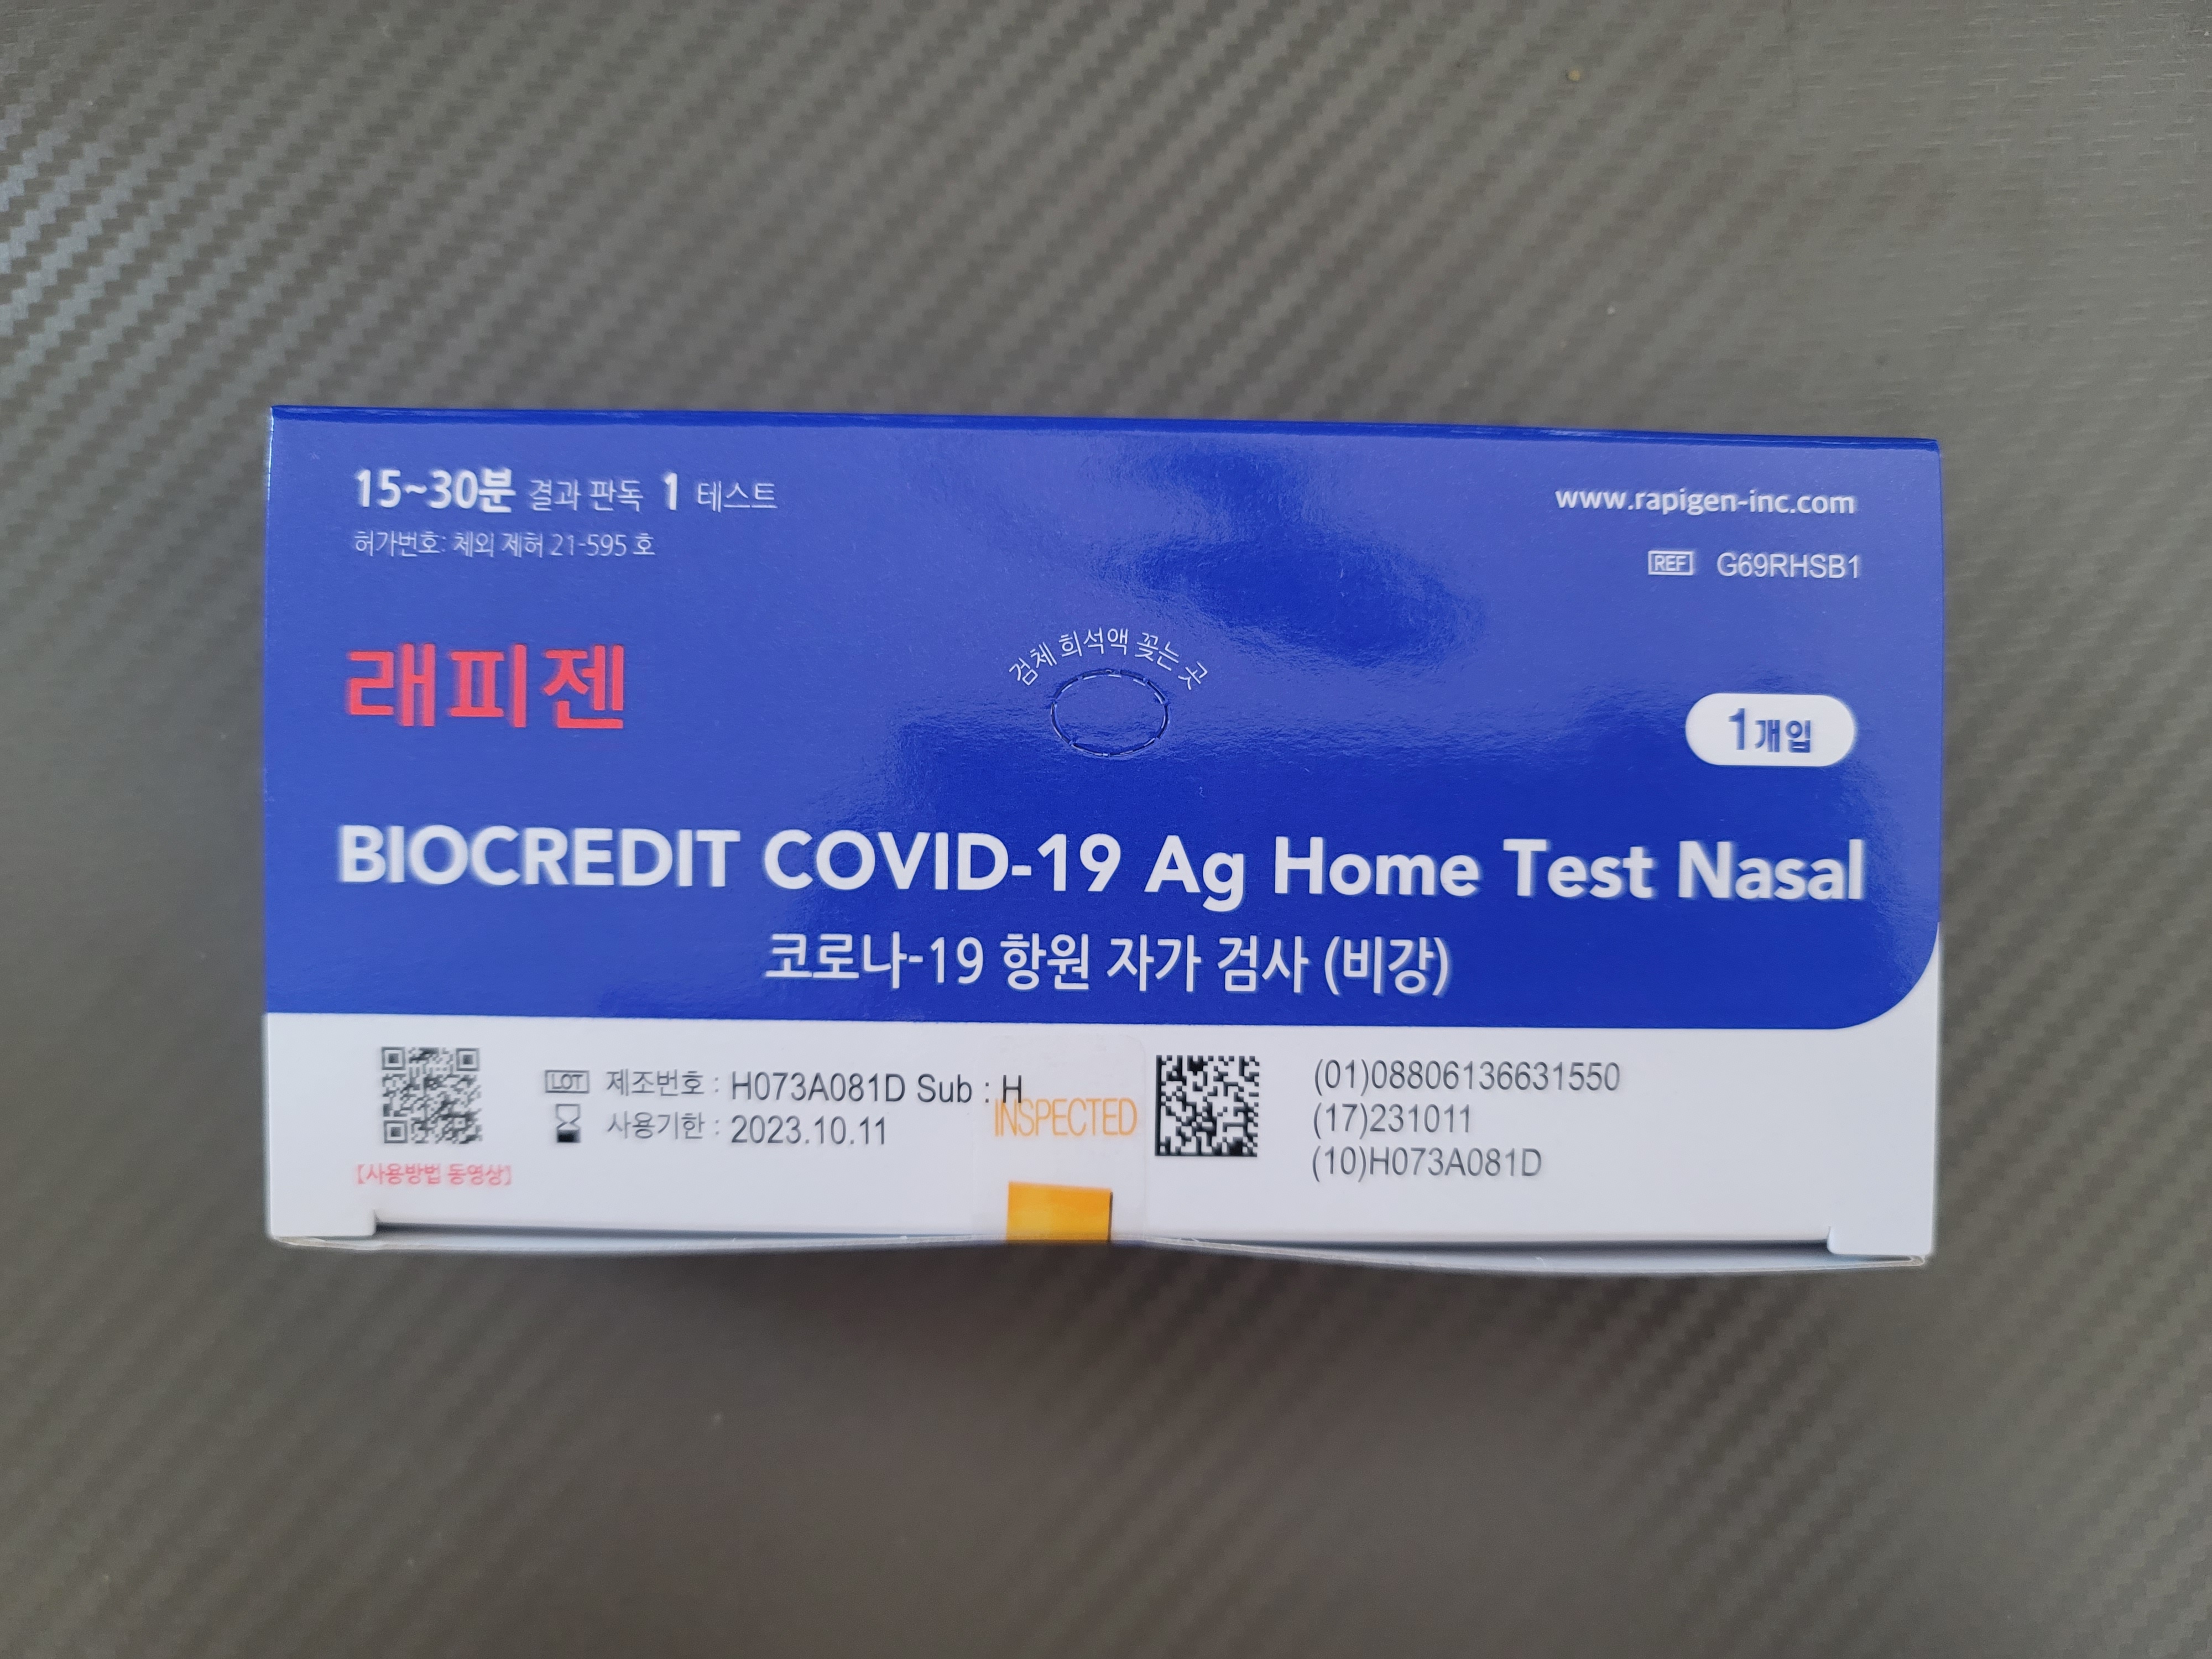 15~30분 결과 판독 1 테스트
www.rapigen-inc.com
허가번호: 체외 제허 21-595 호
REF G69RHSB1
래피젠
검체 희석액 꽂는 곳
1개입
BIOCREDIT COVID-19 Ag Home Test Nasal
코로나-19 항원 자가 검사 (비강)
LOT 제조번호 : H073A081D Sub : H
사용기한 : 2023.10.11
INSPECTED
[사용방법 동영상]
(01)08806136631550
(17)231011
(10)H073A081D